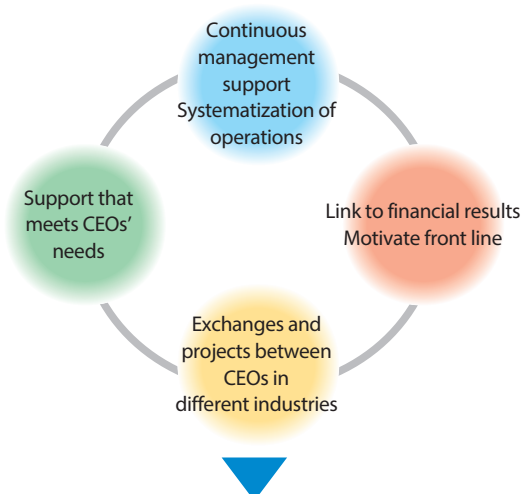 Continuous
management
support
Systematization of
operations
Support that
meets CEOs’
needs
Link to financial results
Motivate front line
Exchanges and
projects between
CEOs in
different industries